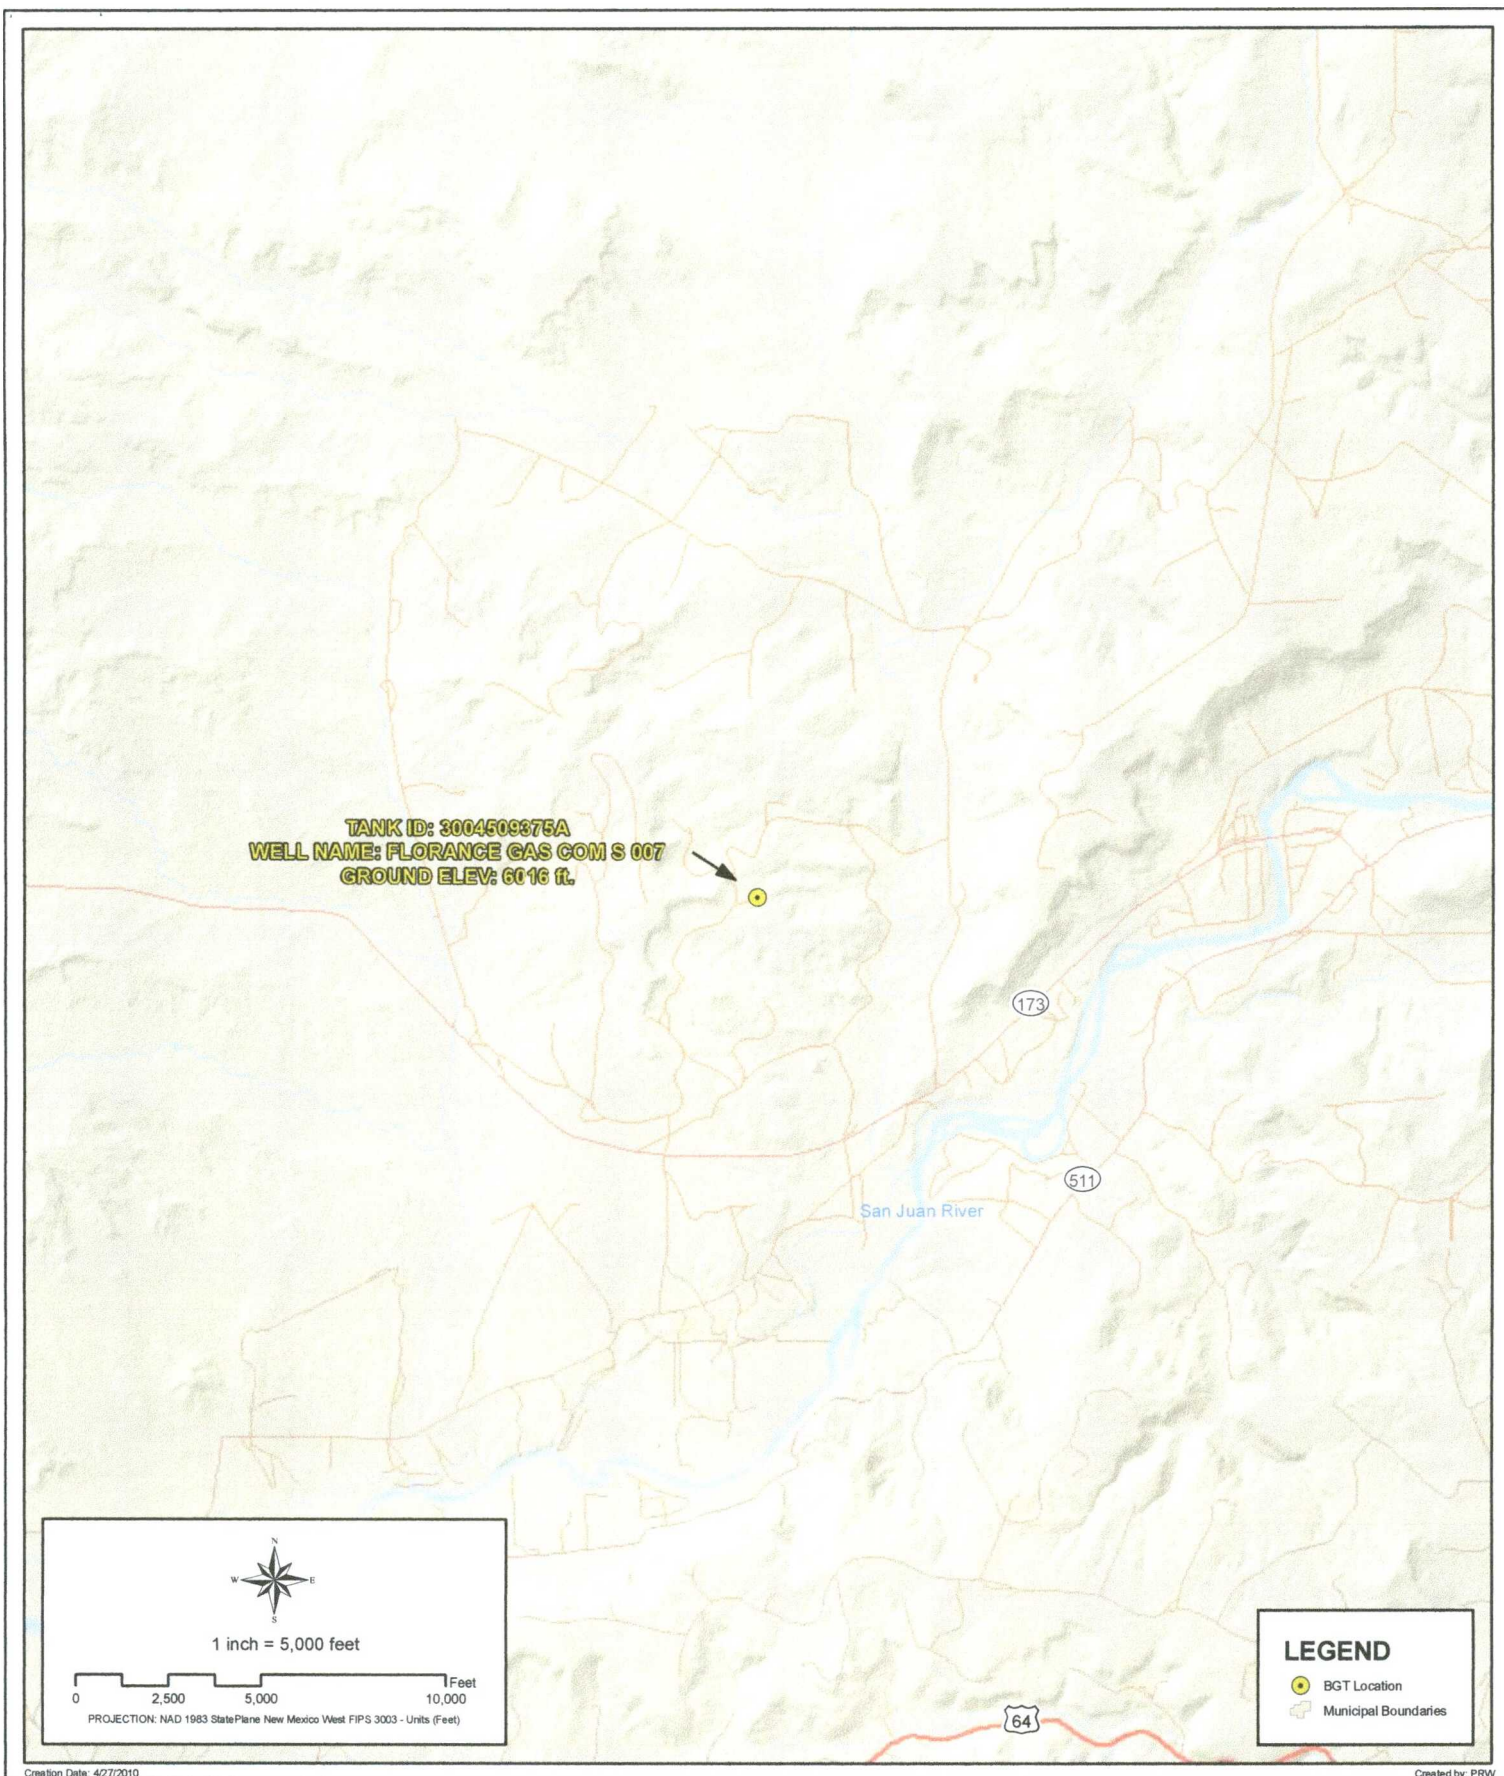 TANK ID: 3004509375A
WELL NAME: FLORANCE GAS COM S 007
GROUND ELEV: 6016 ft.
173
511
San Juan River
N
W E
S
1 inch = 5,000 feet
Feet
0 2,500 5,000 10,000
PROJECTION: NAD 1983 StatePlane New Mexico West FIPS 3003 - Units (Feet)
64
LEGEND
BGT Location
Municipal Boundaries
Creation Date: 4/27/2010
Created by: PRW